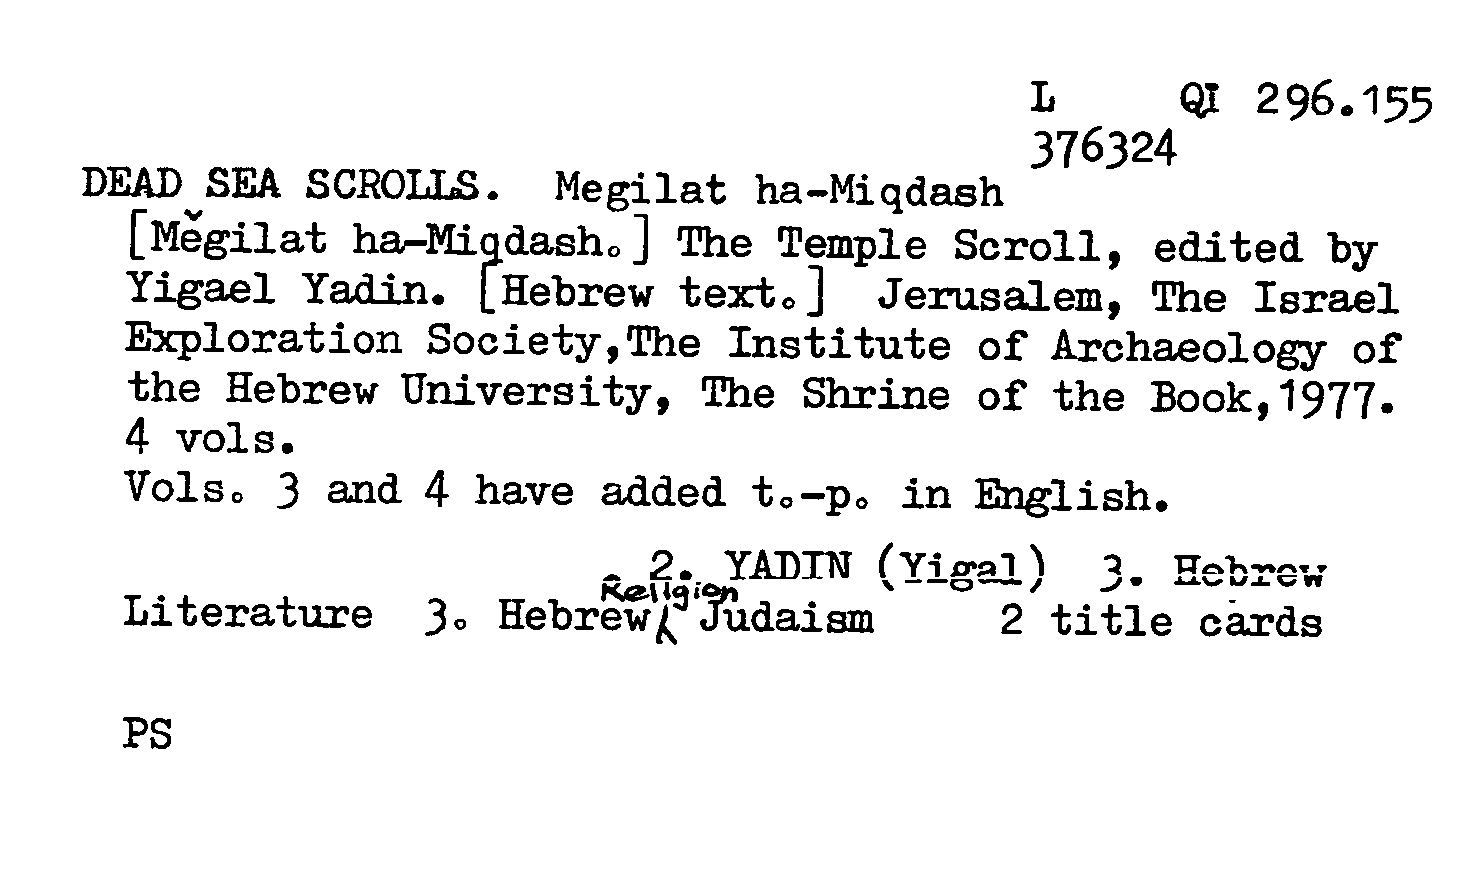 L QI 296.155
376324
DEAD SEA SCROLLS. Megilat ha-Miqdash
[Mĕgilat ha-Miqdash.] The Temple Scroll, edited by
Yigael Yadin. [Hebrew text.] Jerusalem, The Israel
Exploration Society,The Institute of Archaeology of
the Hebrew University, The Shrine of the Book,1977.
4 vols.
Vols. 3 and 4 have added t.-p. in English.
2. YADIN (Yigal) 3. Hebrew
Religion
Literature 3. Hebrew Judaism 2 title cards
PS